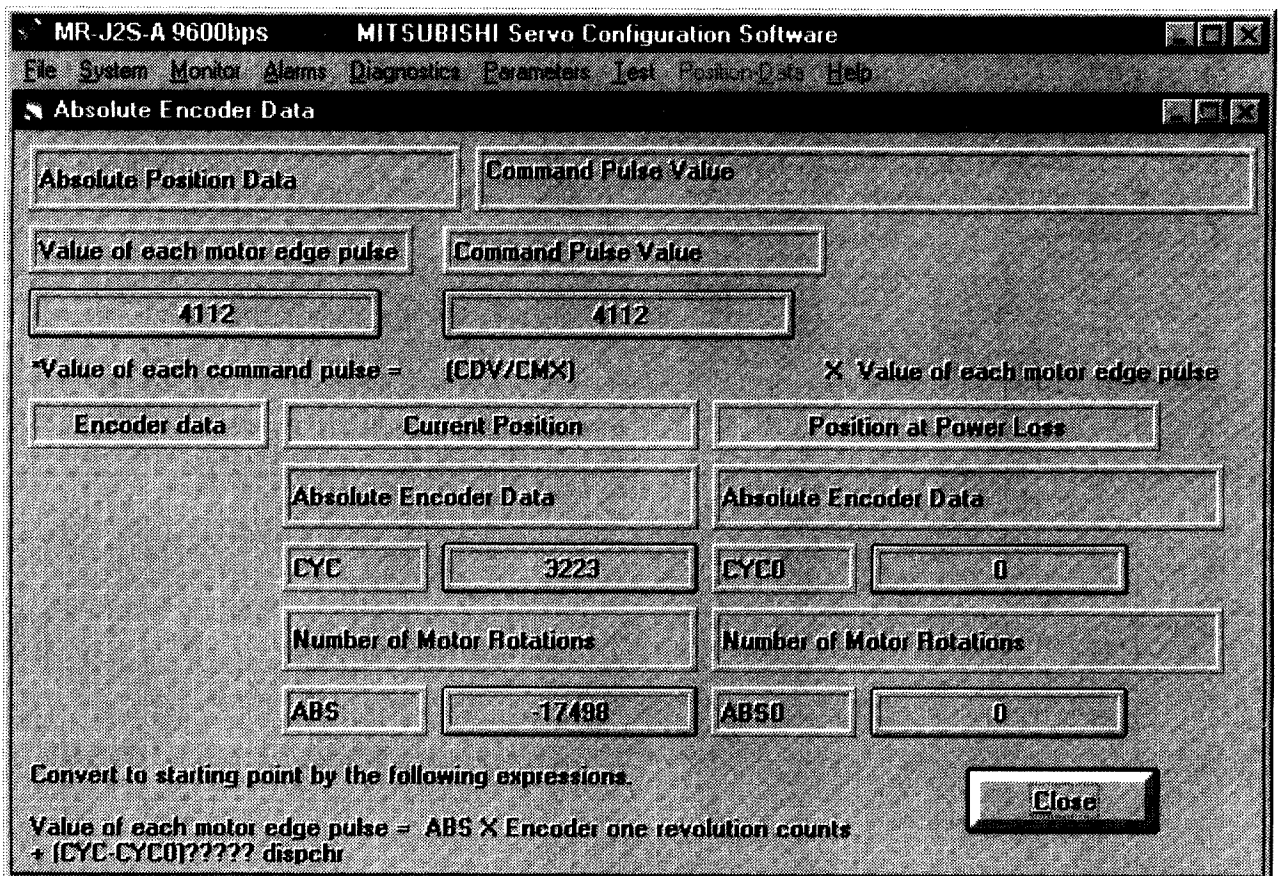 MR-J2S-A 9600bps MITSUBISHI Servo Configuration Software
File System Monitor Alarms Diagnostics Parameters Test Position-Data Help
Absolute Encoder Data
Absolute Position Data Command Pulse Value
Value of each motor edge pulse Command Pulse Value
4112 4112
*Value of each command pulse = (CDV/CMX) X Value of each motor edge pulse
Encoder data Current Position Position at Power Loss
Absolute Encoder Data Absolute Encoder Data
CYC 3223 CYC0 0
Number of Motor Rotations Number of Motor Rotations
ABS -17498 ABS0 0
Convert to starting point by the following expressions.
Close
Value of each motor edge pulse = ABS X Encoder one revolution counts
+ (CYC-CYC0)????? dispchr